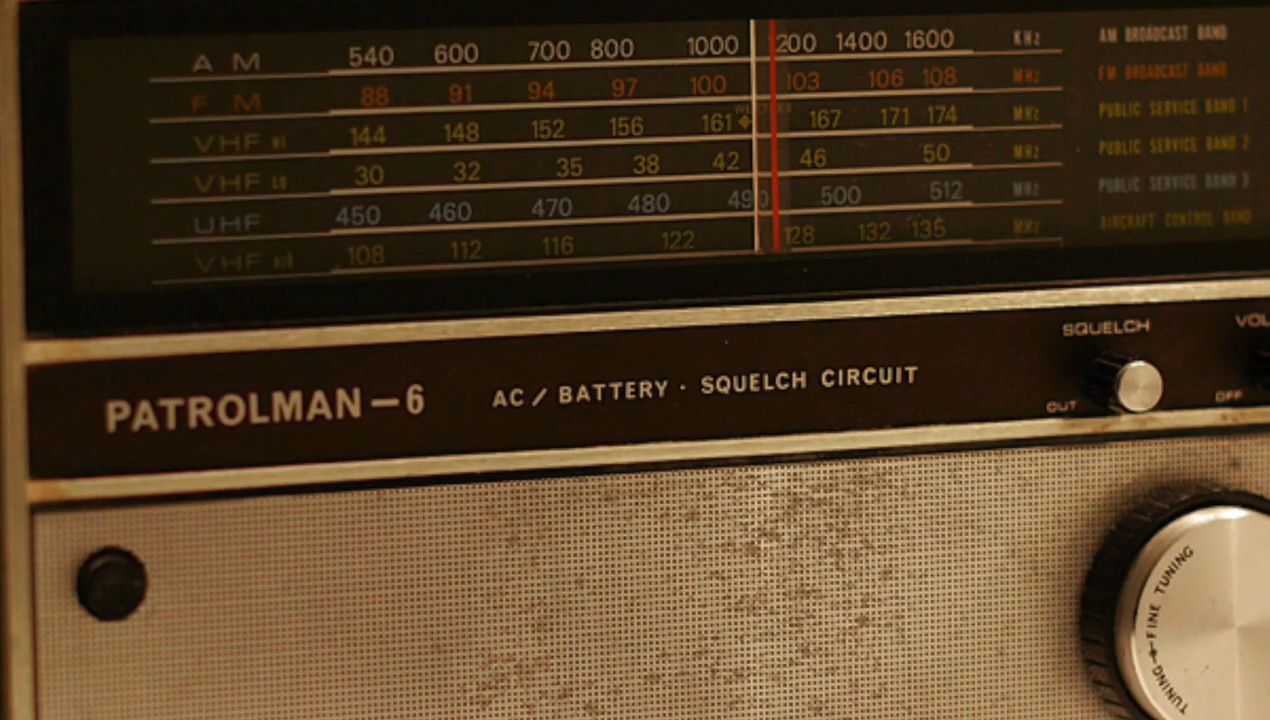 A M 540 600 700 800 1000 200 1400 1600 KHz AM BROADCAST BAND
F M 88 91 94 97 100 103 106 108 MHz FM BROADCAST BAND
VHF HI 144 148 152 156 161 167 171 174 MHz PUBLIC SERVICE BAND 1
VHF LO 30 32 35 38 42 46 50 MHz PUBLIC SERVICE BAND 2
UHF 450 460 470 480 490 500 512 MHz PUBLIC SERVICE BAND 3
VHF AIR 108 112 116 122 128 132 135 MHz AIRCRAFT CONTROL BAND
SQUELCH VOL
PATROLMAN–6 AC / BATTERY · SQUELCH CIRCUIT
OUT OFF
TUNING FINE TUNING